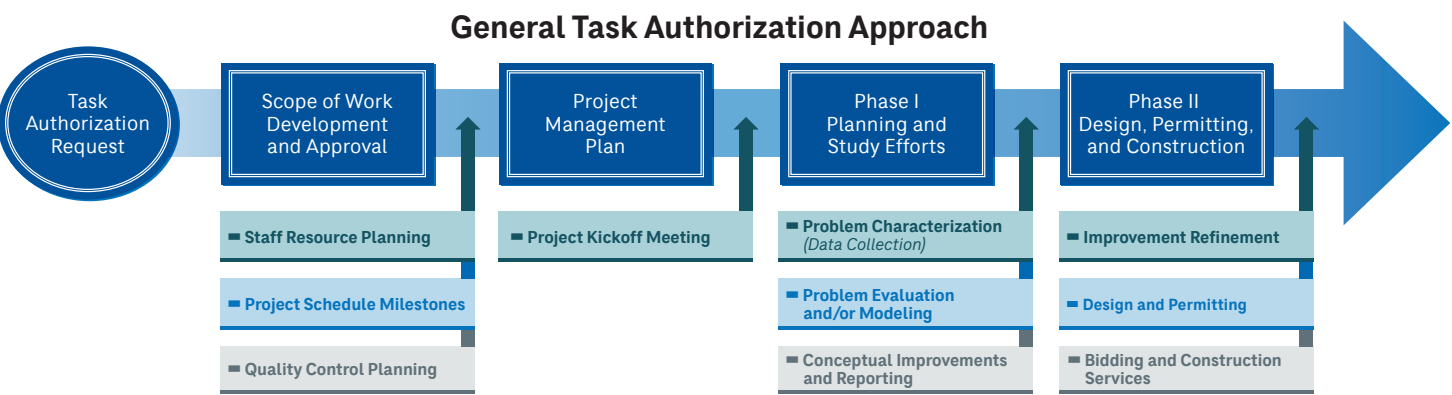 General Task Authorization Approach
Task
Authorization
Request
Scope of Work
Development
and Approval
Project
Management
Plan
Phase I
Planning and
Study Efforts
Phase II
Design, Permitting,
and Construction
Staff Resource Planning
Project Schedule Milestones
Quality Control Planning
Project Kickoff Meeting
Problem Characterization
(Data Collection)
Problem Evaluation
and/or Modeling
Conceptual Improvements
and Reporting
Improvement Refinement
Design and Permitting
Bidding and Construction
Services